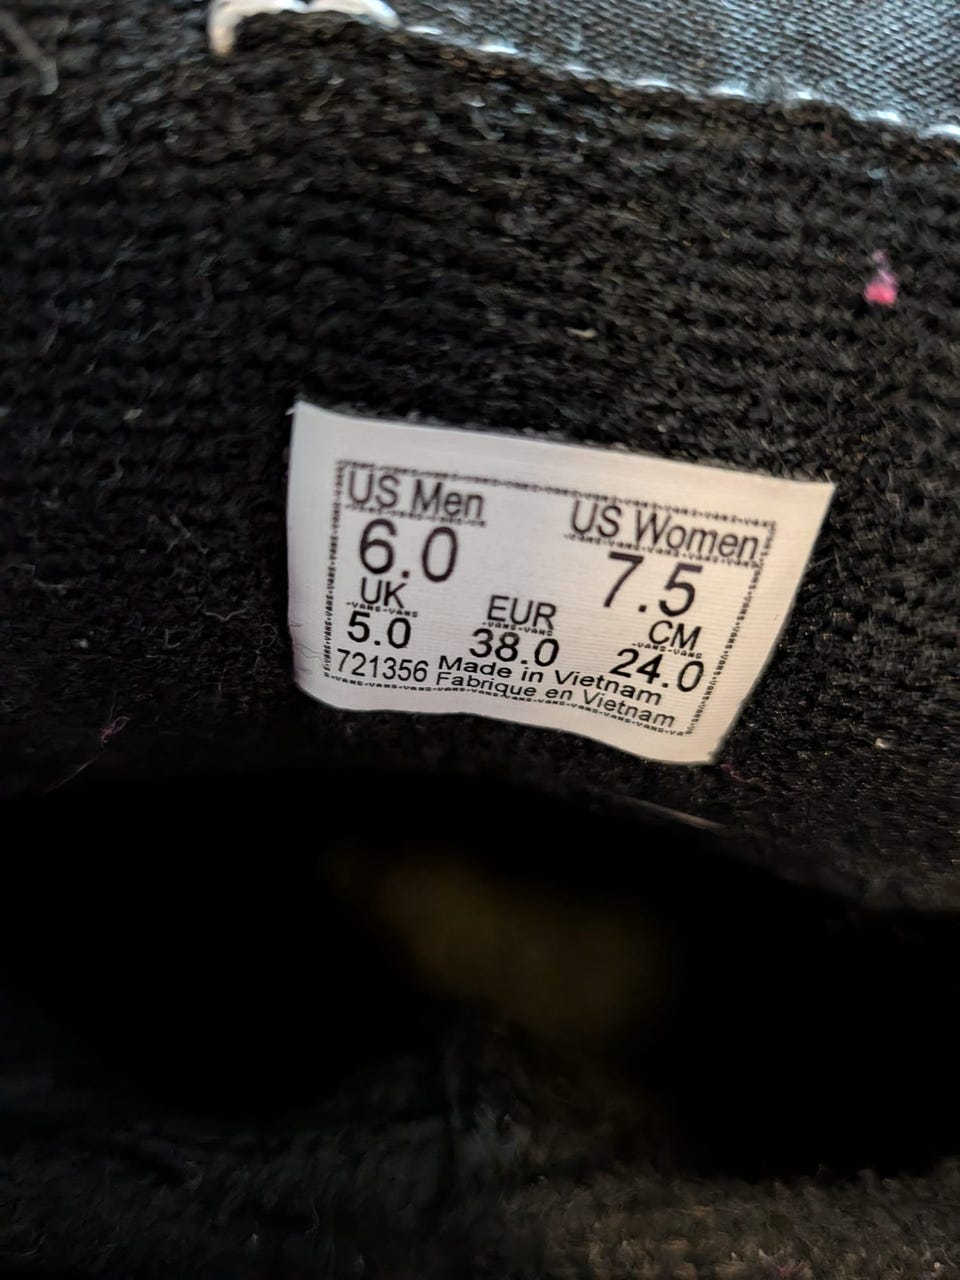 US Men US Women
6.0 7.5
UK EUR CM
5.0 38.0 24.0
721356 Made in Vietnam
Fabrique en Vietnam